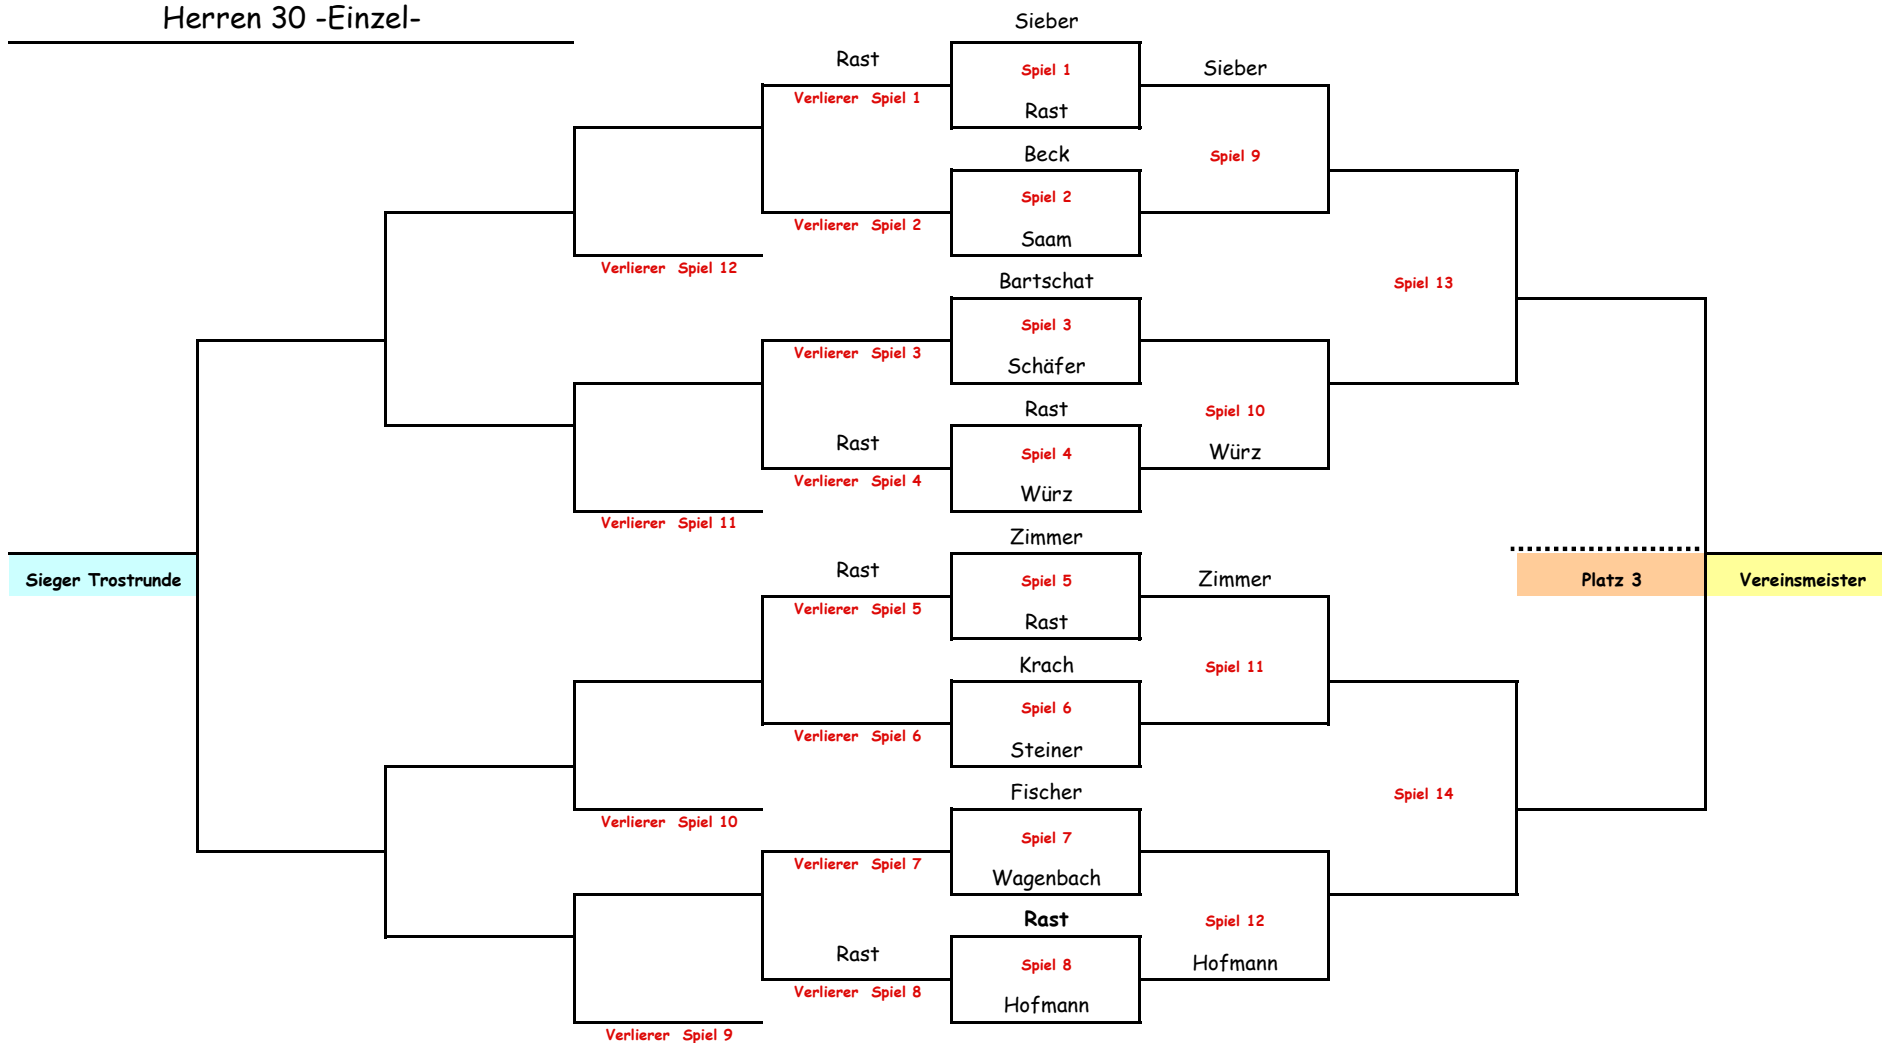 Herren 30 -Einzel-
Sieber
Rast
Spiel 1
Sieber
Verlierer Spiel 1
Rast
Beck
Spiel 9
Spiel 2
Verlierer Spiel 2
Saam
Verlierer Spiel 12
Bartschat
Spiel 13
Spiel 3
Verlierer Spiel 3
Schäfer
Rast
Spiel 10
Rast
Spiel 4
Würz
Verlierer Spiel 4
Würz
Verlierer Spiel 11
Zimmer
Rast
Spiel 5
Zimmer
Sieger Trostrunde
Platz 3
Vereinsmeister
Verlierer Spiel 5
Rast
Krach
Spiel 11
Spiel 6
Verlierer Spiel 6
Steiner
Fischer
Spiel 14
Verlierer Spiel 10
Spiel 7
Verlierer Spiel 7
Wagenbach
Rast
Spiel 12
Rast
Spiel 8
Hofmann
Verlierer Spiel 8
Hofmann
Verlierer Spiel 9